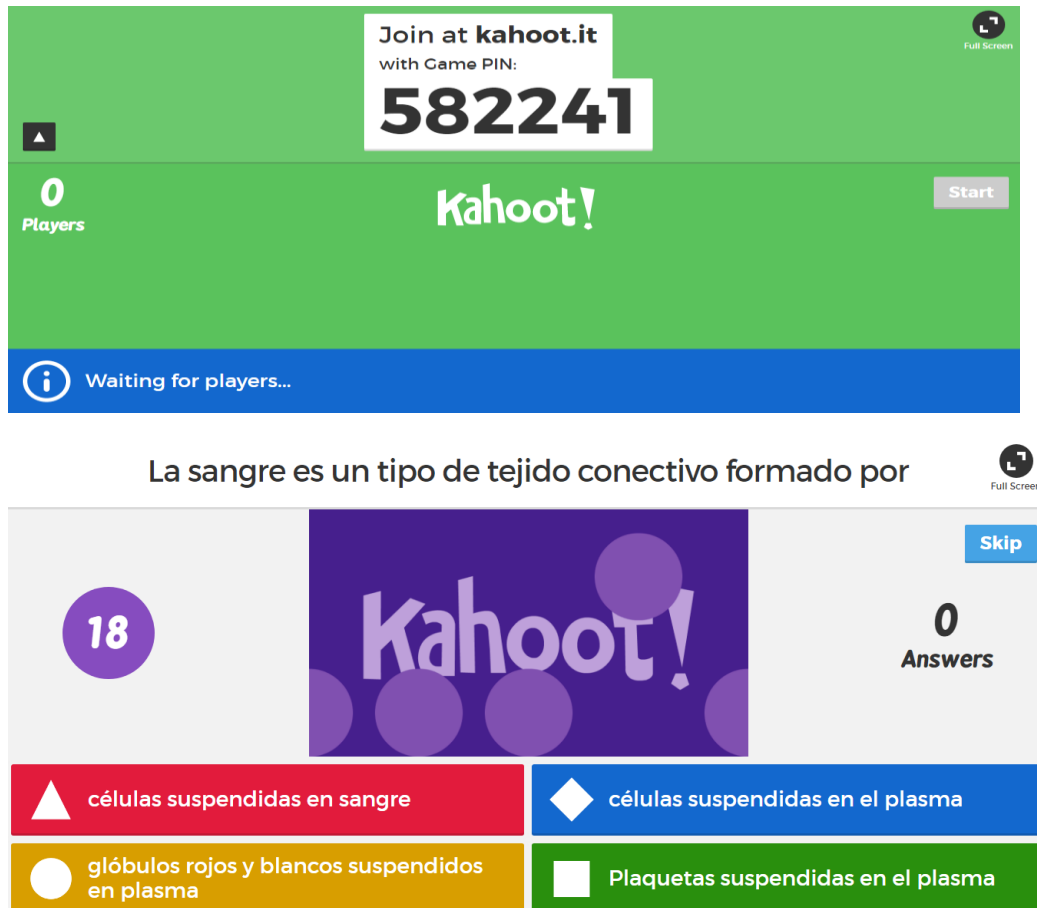 Join at kahoot.it
Full Screen
with Game PIN:
582241
▲
0
Players
Kahoot!
Start
Waiting for players...
La sangre es un tipo de tejido conectivo formado por
Full Screen
Skip
18
Kahoot!
0
Answers
células suspendidas en sangre
células suspendidas en el plasma
glóbulos rojos y blancos suspendidos
en plasma
Plaquetas suspendidas en el plasma